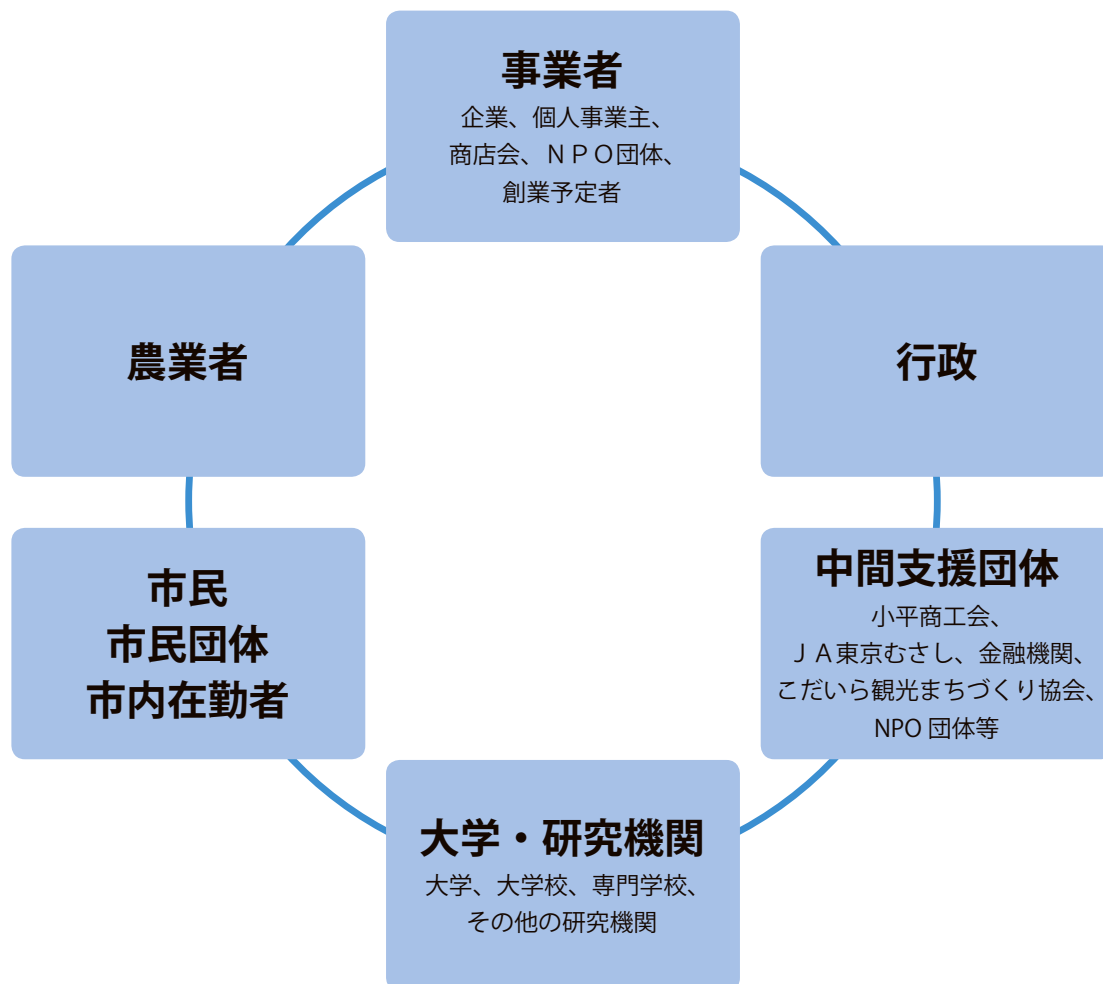 事業者
企業、個人事業主、
商店会、ＮＰＯ団体、
創業予定者
農業者
行政
市民
市民団体
市内在勤者
中間支援団体
小平商工会、
ＪＡ東京むさし、金融機関、
こだいら観光まちづくり協会、
NPO 団体等
大学・研究機関
大学、大学校、専門学校、
その他の研究機関